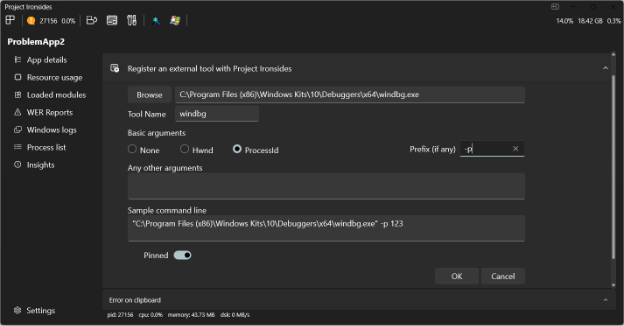 Project Ironsides
27156 0.0%
14.0% 18.42 GB 0.3%
ProblemApp2
App details
Resource usage
Loaded modules
WER Reports
Windows logs
Process list
Insights
Settings
Register an external tool with Project Ironsides
Browse C:\Program Files (x86)\Windows Kits\10\Debuggers\x64\windbg.exe
Tool Name windbg
Basic arguments
None Hwnd ProcessId Prefix (if any) -p
Any other arguments
Sample command line
"C:\Program Files (x86)\Windows Kits\10\Debuggers\x64\windbg.exe" -p 123
Pinned
OK Cancel
Error on clipboard
pid: 27156 cpu: 0.0% memory: 43.73 MB disk: 0 MB/s